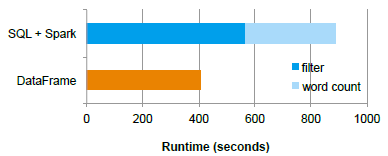 SQL + Spark
DataFrame
filter
word count
0 200 400 600 800 1000
Runtime (seconds)